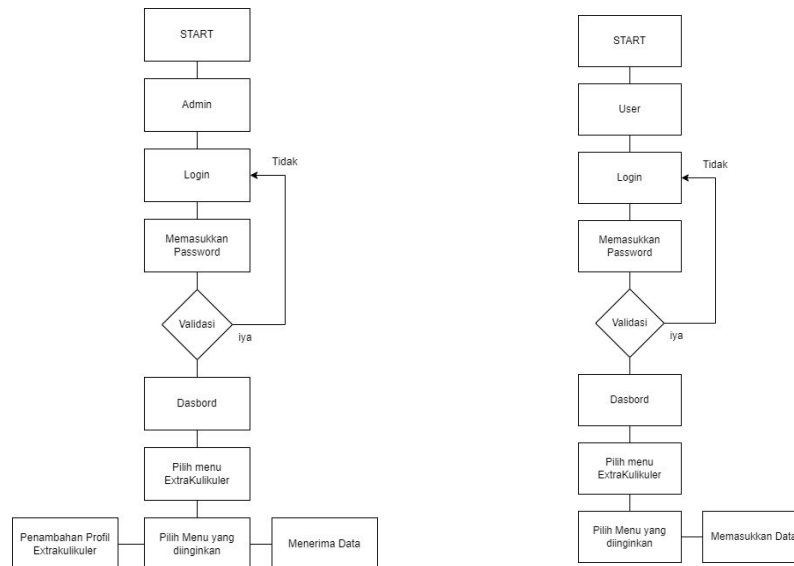 START
Admin
Login
Tidak
Memasukkan
Password
Validasi
iya
Dasbord
Pilih menu
ExtraKulikuler
Penambahan Profil
Extrakulikuler
Pilih Menu yang
diinginkan
Menerima Data
START
User
Login
Tidak
Memasukkan
Password
Validasi
iya
Dasbord
Pilih menu
ExtraKulikuler
Pilih Menu yang
diinginkan
Memasukkan Data